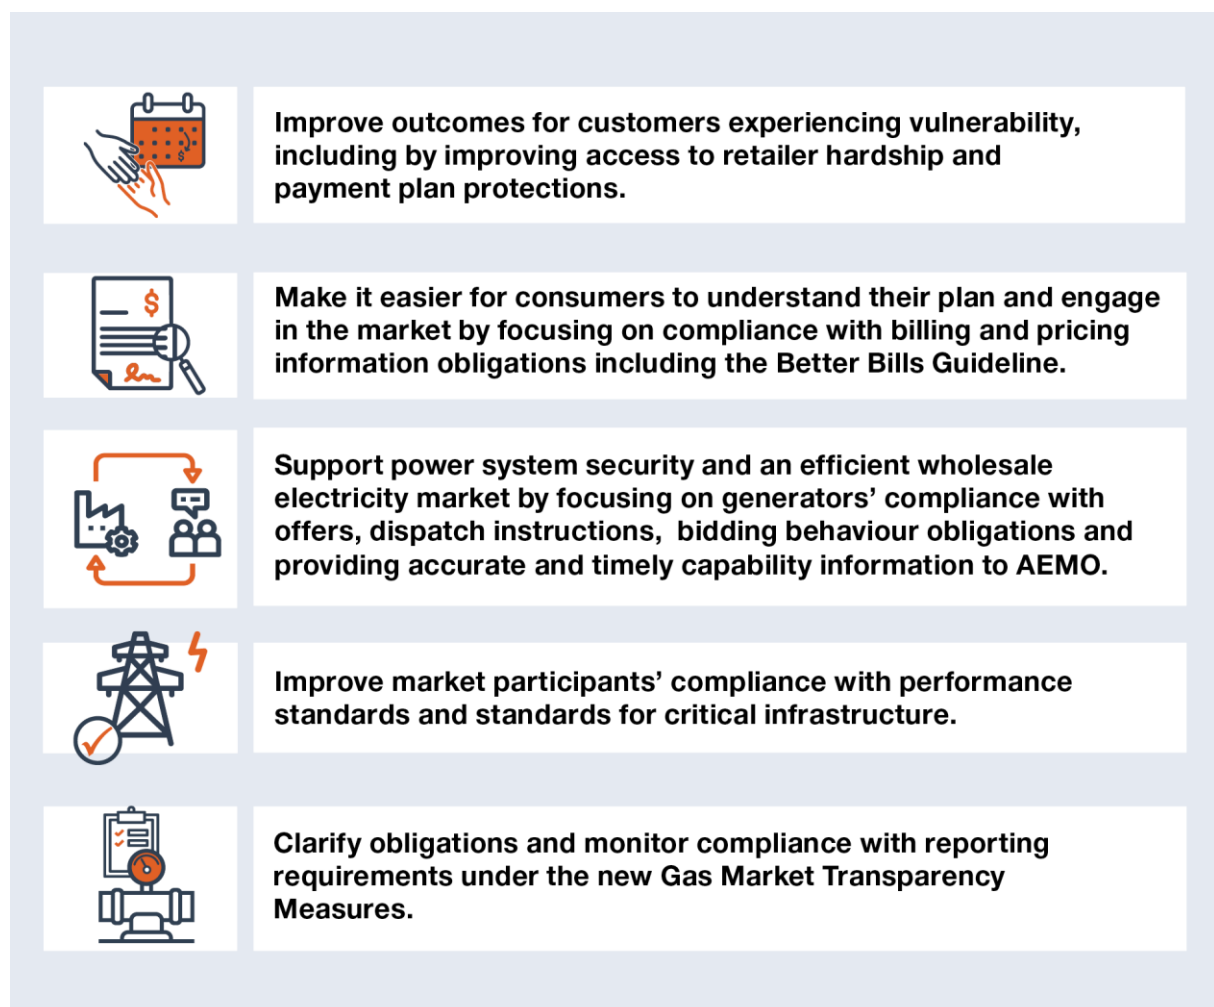 Improve outcomes for customers experiencing vulnerability,
including by improving access to retailer hardship and
payment plan protections.
$
Make it easier for consumers to understand their plan and engage
in the market by focusing on compliance with billing and pricing
information obligations including the Better Bills Guideline.
$
Support power system security and an efficient wholesale
electricity market by focusing on generators’ compliance with
offers, dispatch instructions,  bidding behaviour obligations and
providing accurate and timely capability information to AEMO.
Improve market participants’ compliance with performance
standards and standards for critical infrastructure.
Clarify obligations and monitor compliance with reporting
requirements under the new Gas Market Transparency
Measures.